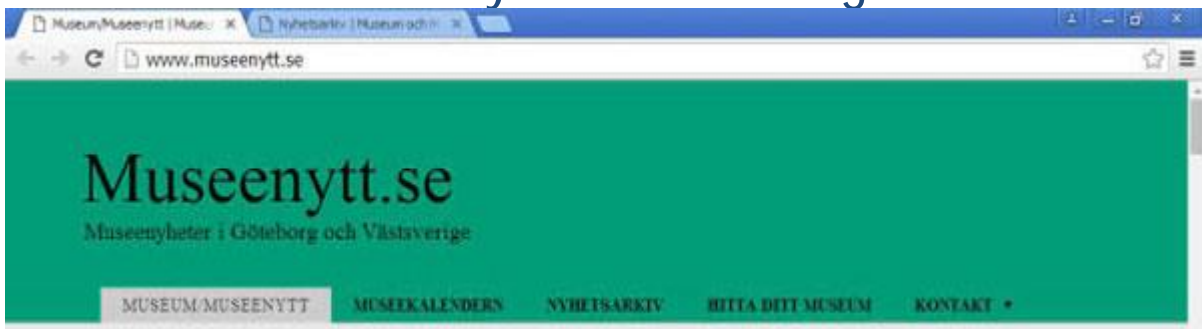 Museum/Museenytt | Museu
Nyhetsarkiv | Museum och n
www.museenytt.se
Museenytt.se
Museenyheter i Göteborg och Västsverige
MUSEUM/MUSEENYTT MUSEEKALENDERN NYHETSARKIV HITTA DITT MUSEUM KONTAKT